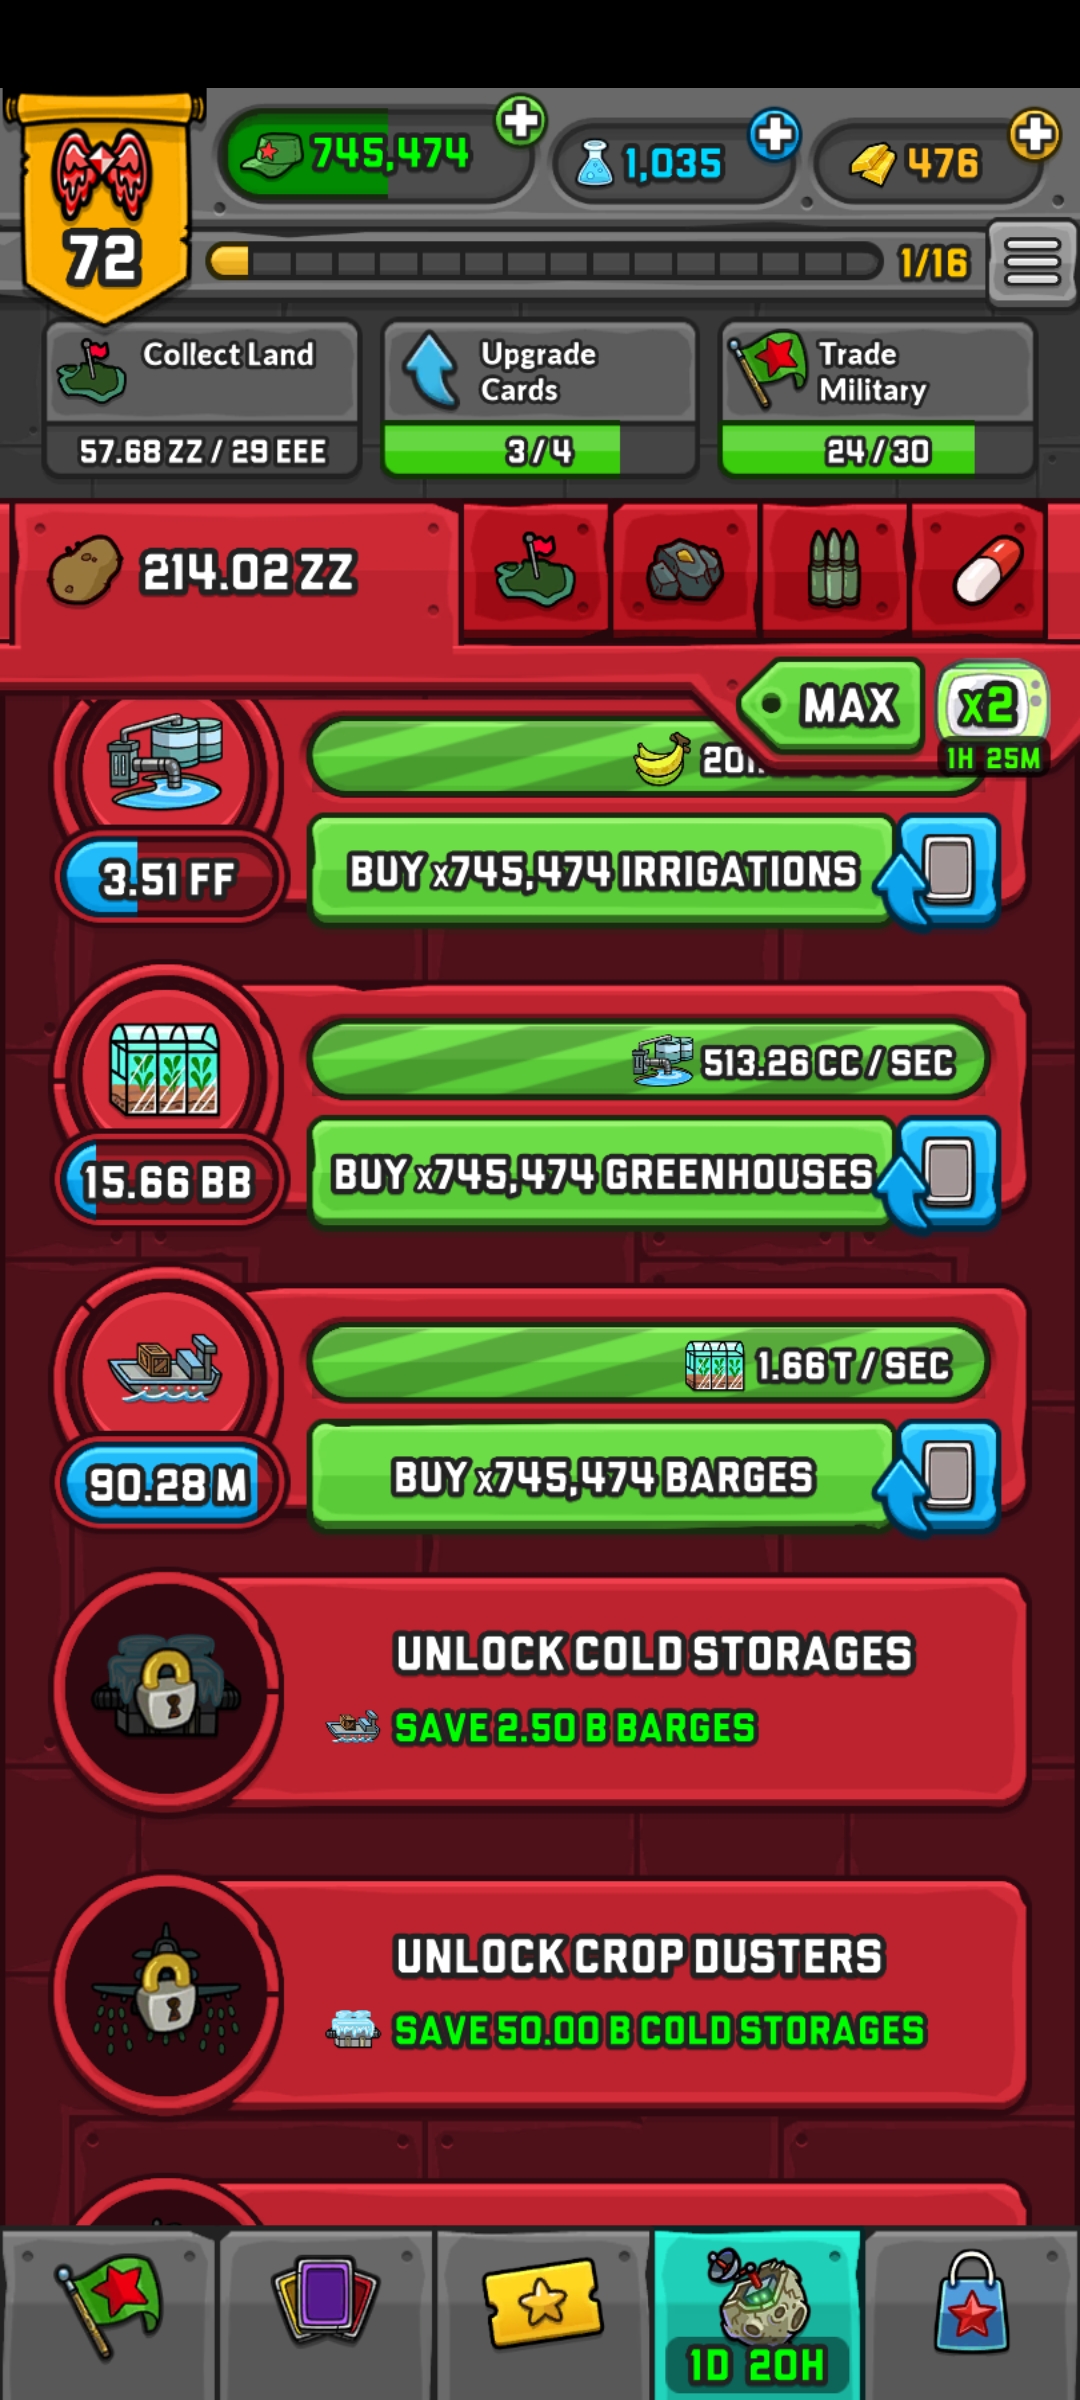 745,474
1,035
476
72
1/16
Collect Land
57.68 ZZ / 29 EEE
Upgrade
Cards
3/4
Trade
Military
24/30
214.02 ZZ
MAX
x2
1H 25M
3.51 FF
BUY x745,474 IRRIGATIONS
513.26 CC / SEC
15.66 BB
BUY x745,474 GREENHOUSES
1.66 T / SEC
90.28 M
BUY x745,474 BARGES
UNLOCK COLD STORAGES
SAVE 2.50 B BARGES
UNLOCK CROP DUSTERS
SAVE 50.00 B COLD STORAGES
1D 20H